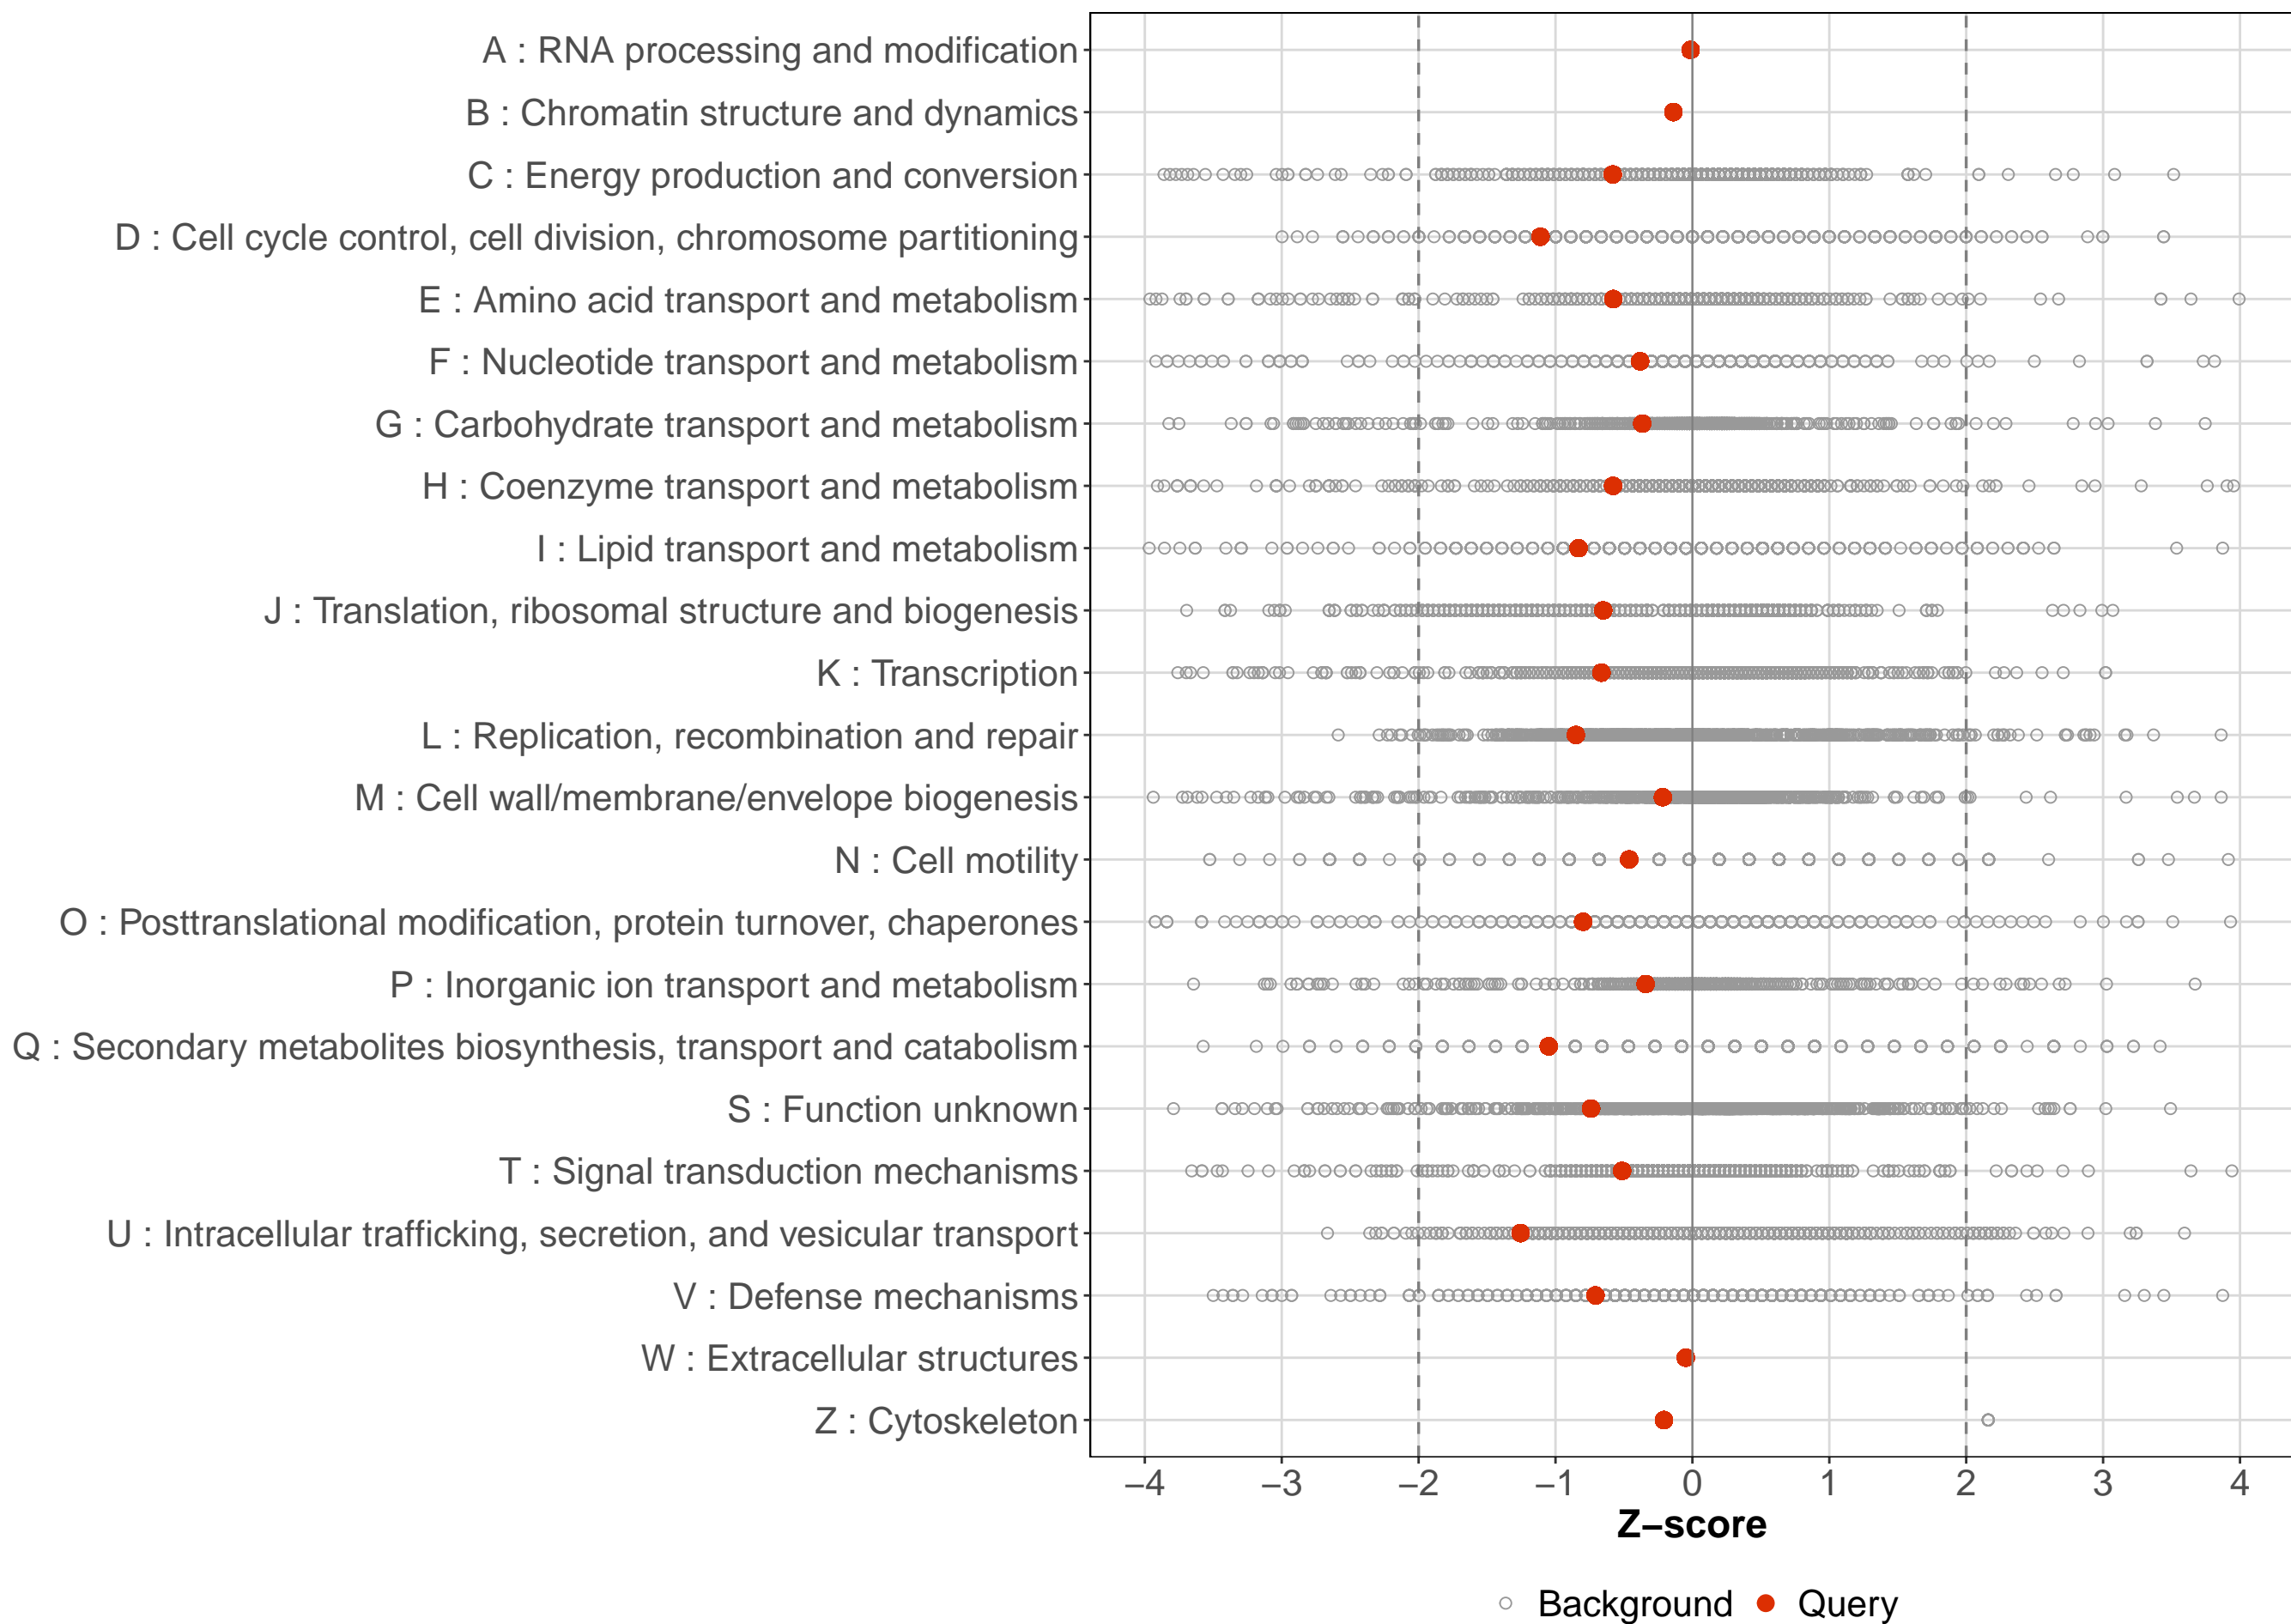 A : RNA processing and modification
B : Chromatin structure and dynamics
C : Energy production and conversion
D : Cell cycle control, cell division, chromosome partitioning
E : Amino acid transport and metabolism
F : Nucleotide transport and metabolism
G : Carbohydrate transport and metabolism
H : Coenzyme transport and metabolism
I : Lipid transport and metabolism
J : Translation, ribosomal structure and biogenesis
K : Transcription
L : Replication, recombination and repair
M : Cell wall/membrane/envelope biogenesis
N : Cell motility
O : Posttranslational modification, protein turnover, chaperones
P : Inorganic ion transport and metabolism
Q : Secondary metabolites biosynthesis, transport and catabolism
S : Function unknown
T : Signal transduction mechanisms
U : Intracellular trafficking, secretion, and vesicular transport
V : Defense mechanisms
W : Extracellular structures
Z : Cytoskeleton
−4 −3 −2 −1 0 1 2 3 4
Z−score
Background Query